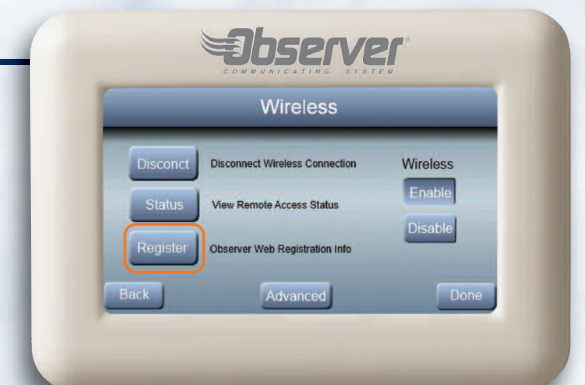 Observer®
COMMUNICATING SYSTEM
Wireless
Disconct Disconnect Wireless Connection
Wireless
Enable
Status View Remote Access Status
Disable
Register Observer Web Registration Info
Back Advanced Done